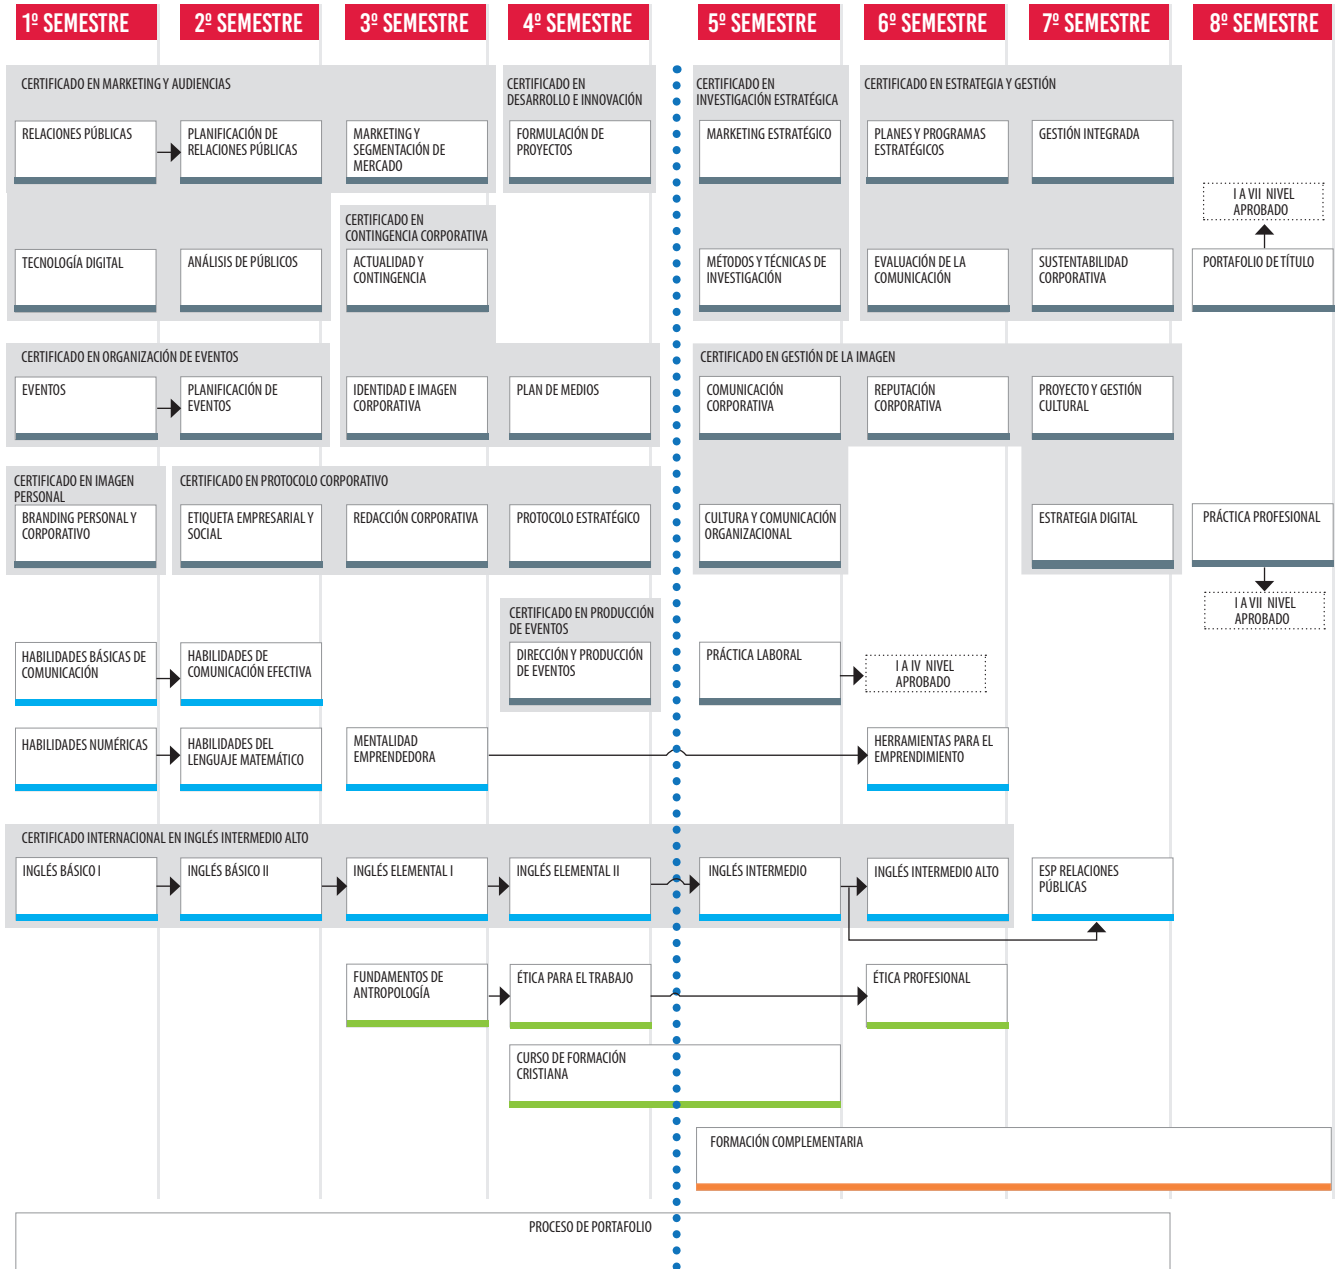 1º SEMESTRE
2º SEMESTRE
3º SEMESTRE
4º SEMESTRE
5º SEMESTRE
6º SEMESTRE
7º SEMESTRE
8º SEMESTRE
CERTIFICADO EN MARKETING Y AUDIENCIAS
CERTIFICADO EN
DESARROLLO E INNOVACIÓN
CERTIFICADO EN
INVESTIGACIÓN ESTRATÉGICA
CERTIFICADO EN ESTRATEGIA Y GESTIÓN
RELACIONES PÚBLICAS
PLANIFICACIÓN DE
RELACIONES PÚBLICAS
MARKETING Y
SEGMENTACIÓN DE
MERCADO
FORMULACIÓN DE
PROYECTOS
MARKETING ESTRATÉGICO
PLANES Y PROGRAMAS
ESTRATÉGICOS
GESTIÓN INTEGRADA
I A VII NIVEL
APROBADO
CERTIFICADO EN
CONTINGENCIA CORPORATIVA
TECNOLOGÍA DIGITAL
ANÁLISIS DE PÚBLICOS
ACTUALIDAD Y
CONTINGENCIA
MÉTODOS Y TÉCNICAS DE
INVESTIGACIÓN
EVALUACIÓN DE LA
COMUNICACIÓN
SUSTENTABILIDAD
CORPORATIVA
PORTAFOLIO DE TÍTULO
CERTIFICADO EN ORGANIZACIÓN DE EVENTOS
CERTIFICADO EN GESTIÓN DE LA IMAGEN
EVENTOS
PLANIFICACIÓN DE
EVENTOS
IDENTIDAD E IMAGEN
CORPORATIVA
PLAN DE MEDIOS
COMUNICACIÓN
CORPORATIVA
REPUTACIÓN
CORPORATIVA
PROYECTO Y GESTIÓN
CULTURAL
CERTIFICADO EN IMAGEN
PERSONAL
CERTIFICADO EN PROTOCOLO CORPORATIVO
BRANDING PERSONAL Y
CORPORATIVO
ETIQUETA EMPRESARIAL Y
SOCIAL
REDACCIÓN CORPORATIVA
PROTOCOLO ESTRATÉGICO
CULTURA Y COMUNICACIÓN
ORGANIZACIONAL
ESTRATEGIA DIGITAL
PRÁCTICA PROFESIONAL
I A VII NIVEL
APROBADO
CERTIFICADO EN PRODUCCIÓN
DE EVENTOS
HABILIDADES BÁSICAS DE
COMUNICACIÓN
HABILIDADES DE
COMUNICACIÓN EFECTIVA
DIRECCIÓN Y PRODUCCIÓN
DE EVENTOS
PRÁCTICA LABORAL
I A IV NIVEL
APROBADO
HABILIDADES NUMÉRICAS
HABILIDADES DEL
LENGUAJE MATEMÁTICO
MENTALIDAD
EMPRENDEDORA
HERRAMIENTAS PARA EL
EMPRENDIMIENTO
CERTIFICADO INTERNACIONAL EN INGLÉS INTERMEDIO ALTO
INGLÉS BÁSICO I
INGLÉS BÁSICO II
INGLÉS ELEMENTAL I
INGLÉS ELEMENTAL II
INGLÉS INTERMEDIO
INGLÉS INTERMEDIO ALTO
ESP RELACIONES
PÚBLICAS
FUNDAMENTOS DE
ANTROPOLOGÍA
ÉTICA PARA EL TRABAJO
ÉTICA PROFESIONAL
CURSO DE FORMACIÓN
CRISTIANA
FORMACIÓN COMPLEMENTARIA
PROCESO DE PORTAFOLIO